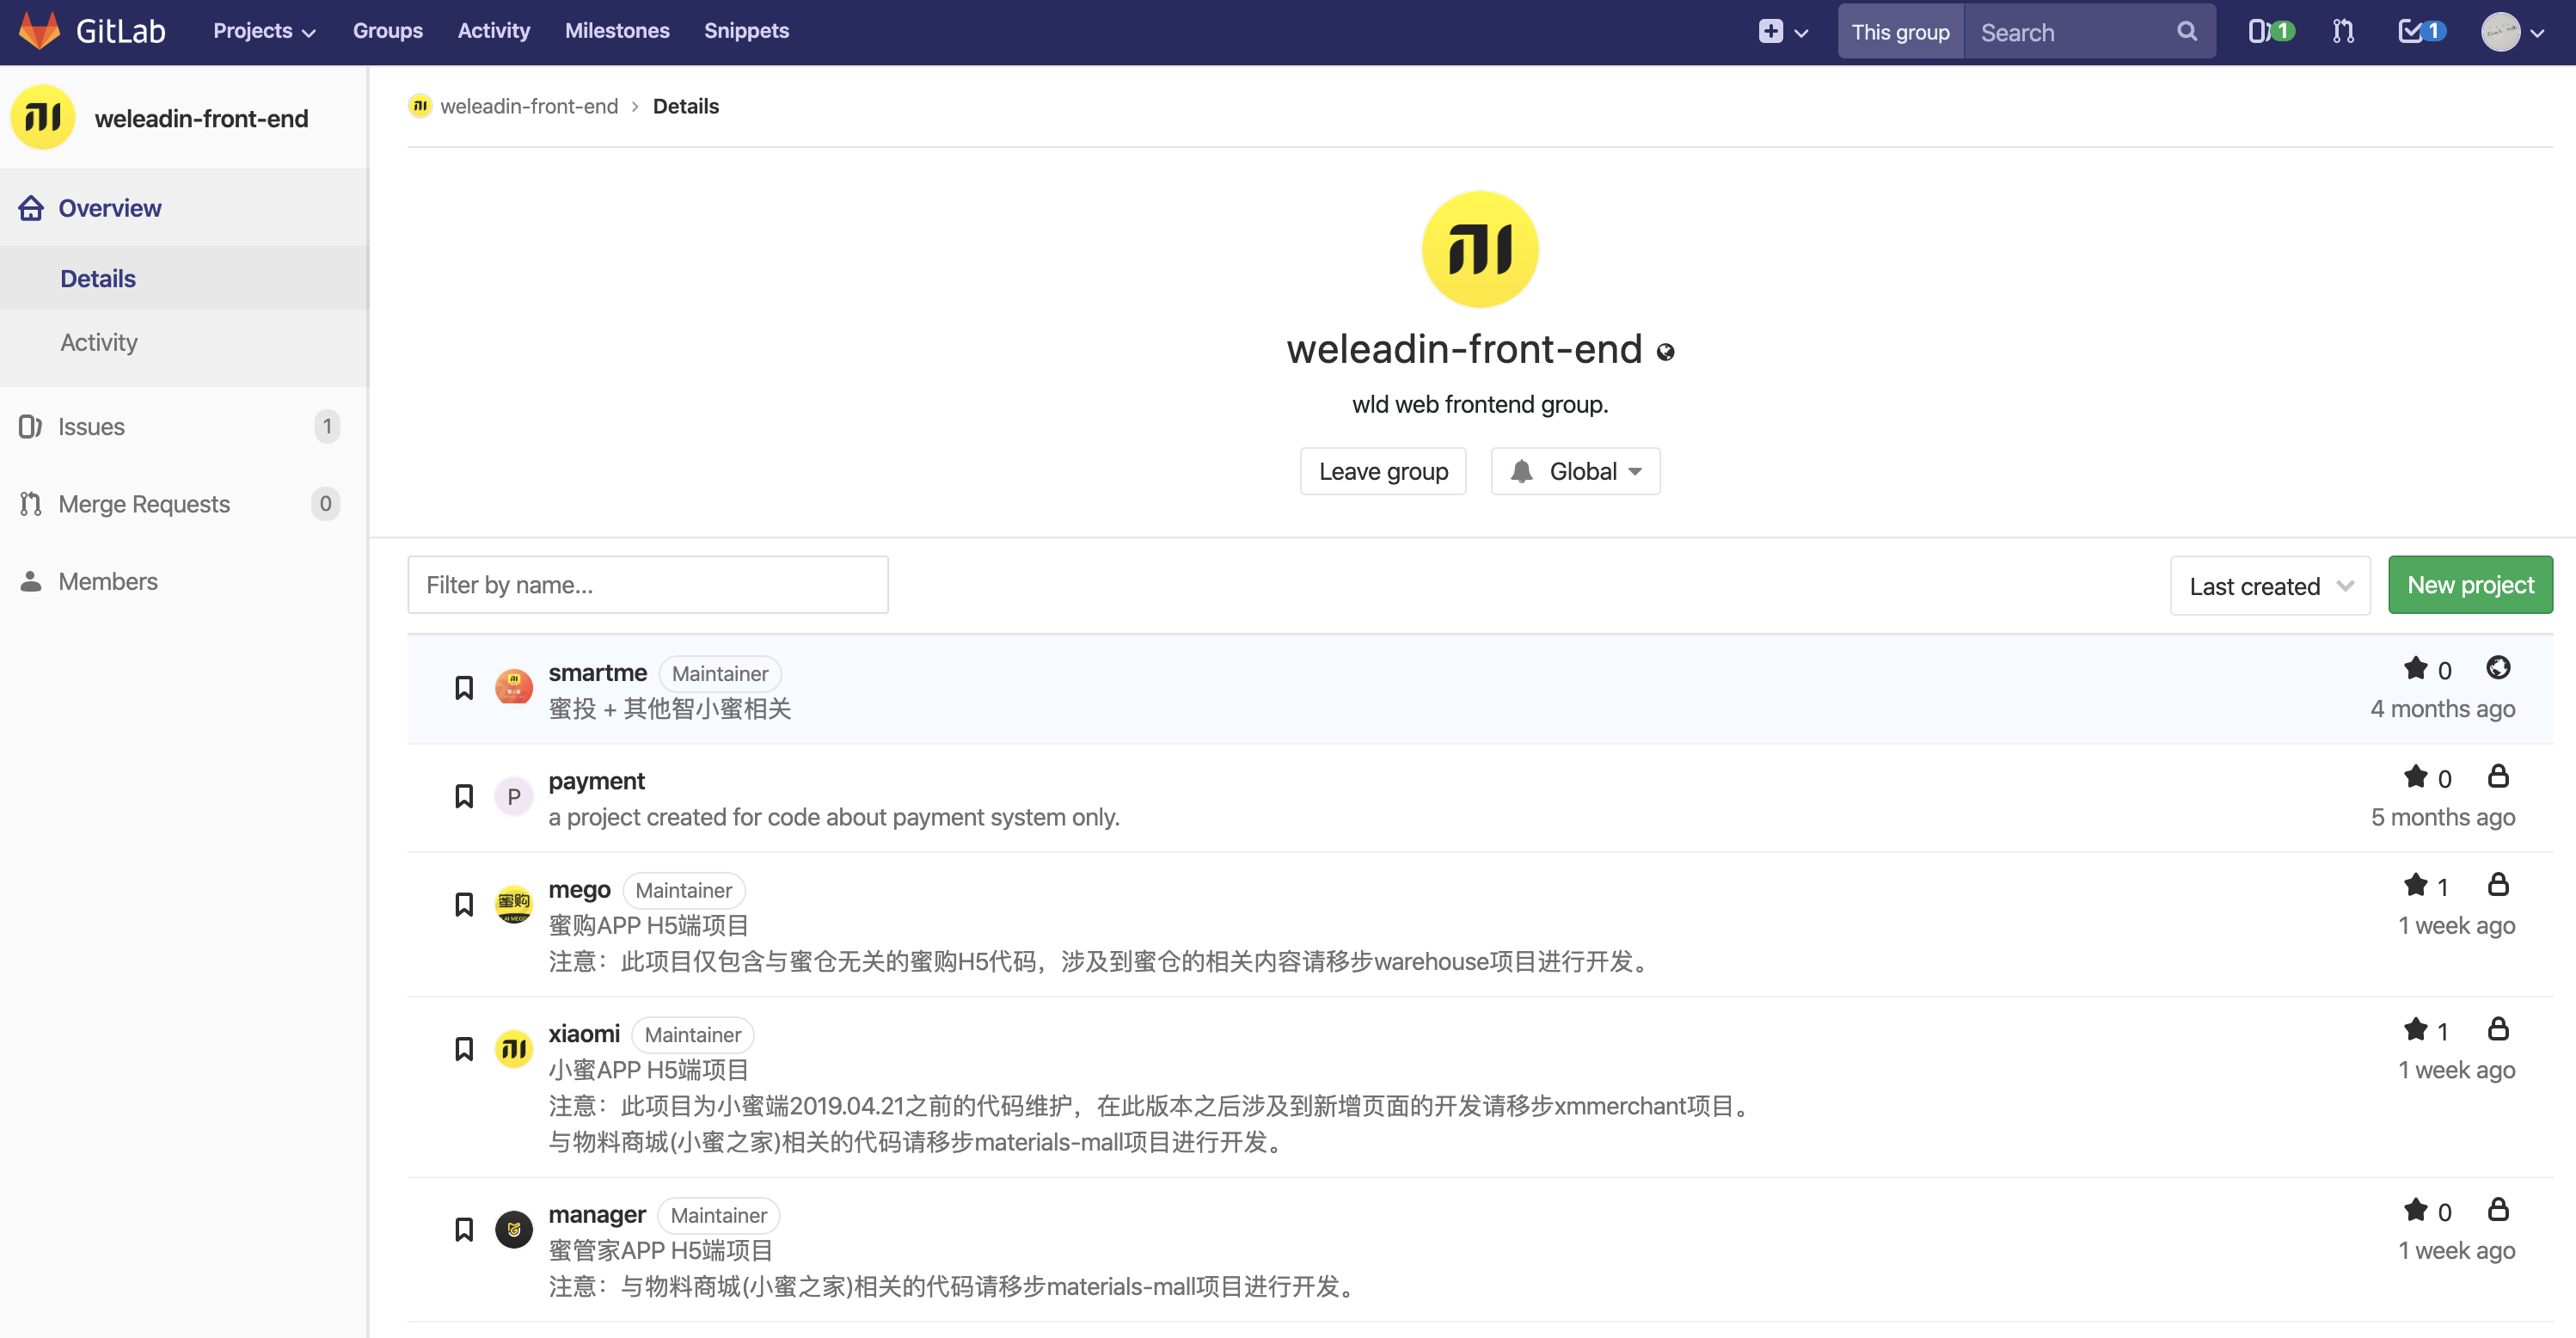 GitLab Projects Groups Activity Milestones Snippets This group Search 1 1
weleadin-front-end
Overview
Details
Activity
Issues 1
Merge Requests 0
Members
weleadin-front-end > Details
weleadin-front-end
wld web frontend group.
Leave group Global
Filter by name...
Last created New project
smartme Maintainer 0
蜜投 + 其他智小蜜相关 4 months ago
P payment 0
a project created for code about payment system only. 5 months ago
蜜购 mego Maintainer 1
蜜购APP H5端项目 1 week ago
注意：此项目仅包含与蜜仓无关的蜜购H5代码，涉及到蜜仓的相关内容请移步warehouse项目进行开发。
xiaomi Maintainer 1
小蜜APP H5端项目 1 week ago
注意：此项目为小蜜端2019.04.21之前的代码维护，在此版本之后涉及到新增页面的开发请移步xmmerchant项目。
与物料商城(小蜜之家)相关的代码请移步materials-mall项目进行开发。
manager Maintainer 0
蜜管家APP H5端项目 1 week ago
注意：与物料商城(小蜜之家)相关的代码请移步materials-mall项目进行开发。